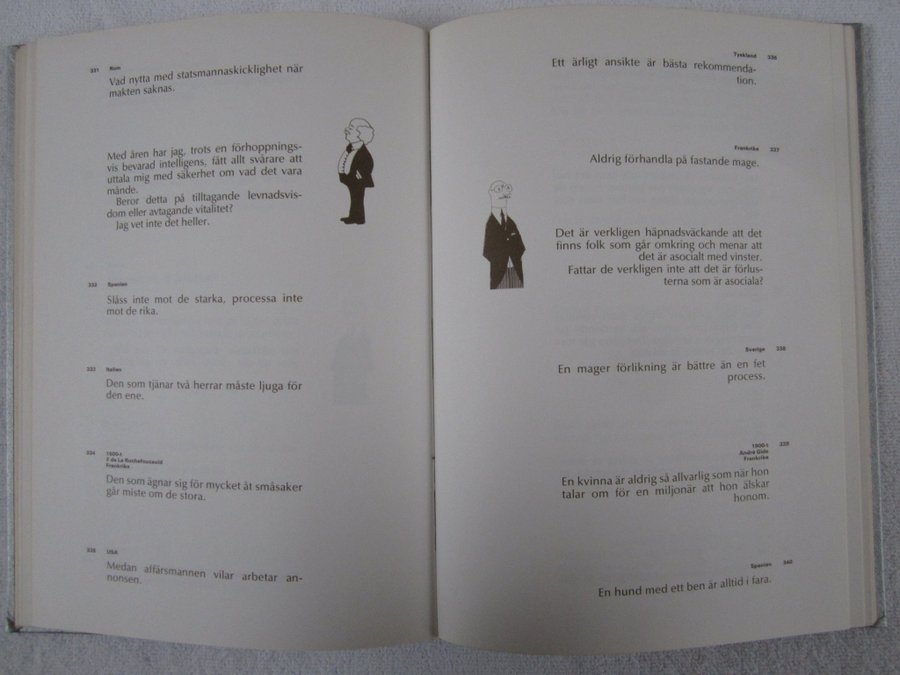 331 Rom
Vad nytta med statsmannaskicklighet när
makten saknas.
Med åren har jag, trots en förhoppnings-
vis bevarad intelligens, fått allt svårare att
uttala mig med säkerhet om vad det vara
månde.
Beror detta på tilltagande levnadsvis-
dom eller avtagande vitalitet?
Jag vet inte det heller.
332 Spanien
Slåss inte mot de starka, processa inte
mot de rika.
333 Italien
Den som tjänar två herrar måste ljuga för
den ene.
334 1600-t
F de La Rochefoucauld
Frankrike
Den som ägnar sig för mycket åt småsaker
går miste om de stora.
335 USA
Medan affärsmannen vilar arbetar an-
nonsen.
Tyskland 336
Ett ärligt ansikte är bästa rekommenda-
tion.
Frankrike 337
Aldrig förhandla på fastande mage.
Det är verkligen häpnadsväckande att det
finns folk som går omkring och menar att
det är asocialt med vinster.
Fattar de verkligen inte att det är förlus-
terna som är asociala?
Sverige 338
En mager förlikning är bättre än en fet
process.
1900-t 339
André Gide
Frankrike
En kvinna är aldrig så allvarlig som när hon
talar om för en miljonär att hon älskar
honom.
Spanien 340
En hund med ett ben är alltid i fara.